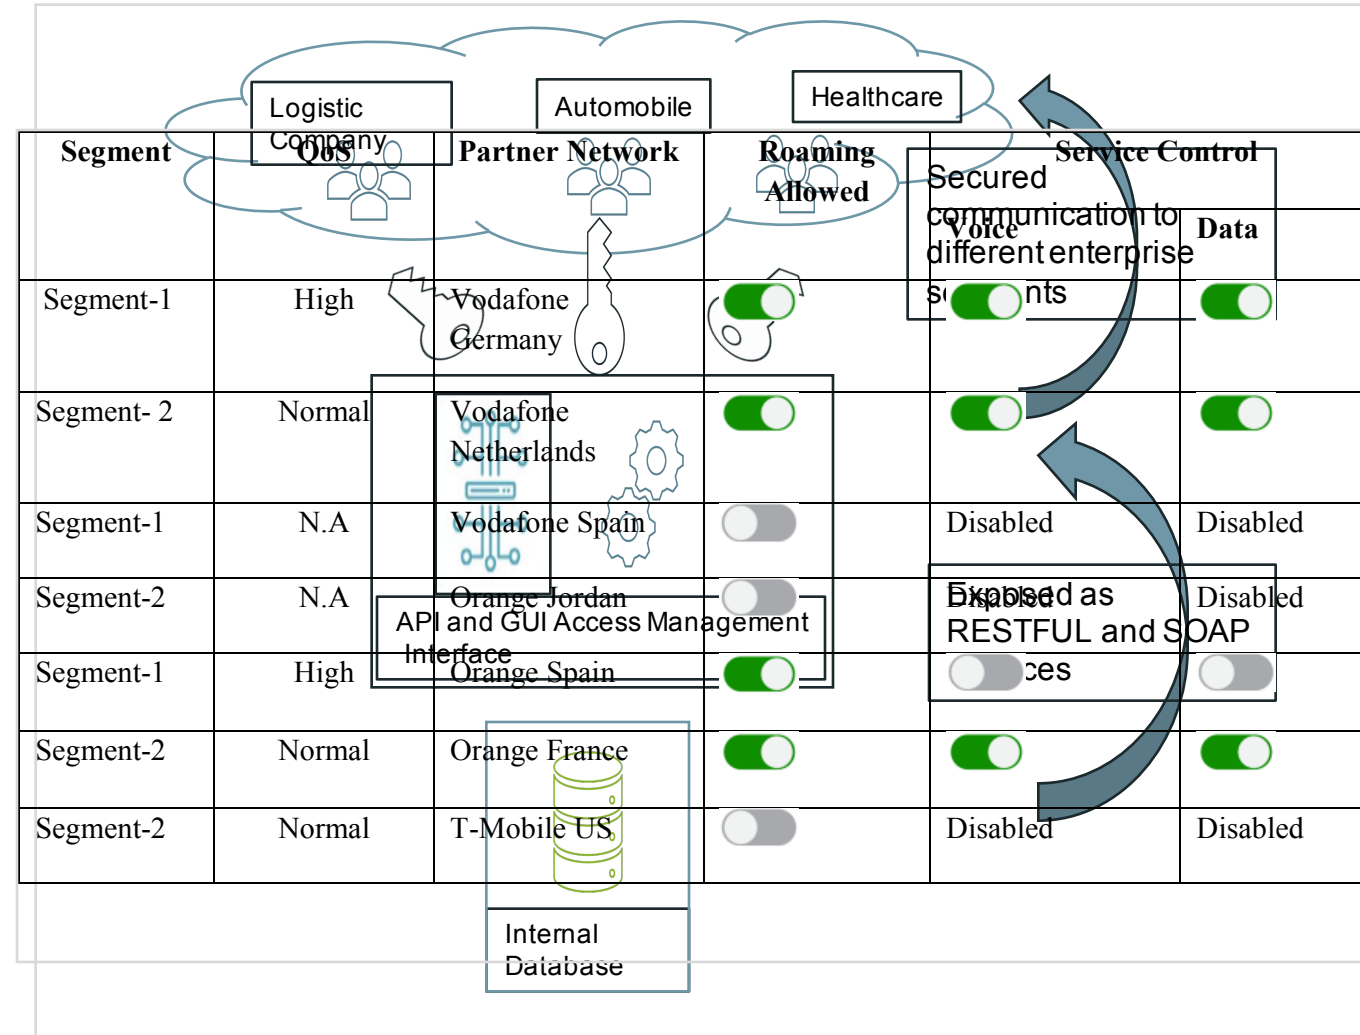 Logistic
Company
Automobile
Healthcare
Segment
QoS
Partner Network
Roaming
Allowed
Service Control
Secured
communication to
different enterprise
Voice
Data
Segment-1
High
Vodafone
Germany
Segment- 2
Normal
Vodafone
Netherlands
Segment-1
N.A
Vodafone Spain
Disabled
Disabled
Segment-2
N.A
Orange Jordan
Disabled
Disabled
Exposed as
RESTFUL and SOAP
API and GUI Access Management
Interface
Segment-1
High
Orange Spain
Segment-2
Normal
Orange France
Segment-2
Normal
T-Mobile US
Disabled
Disabled
Internal
Database